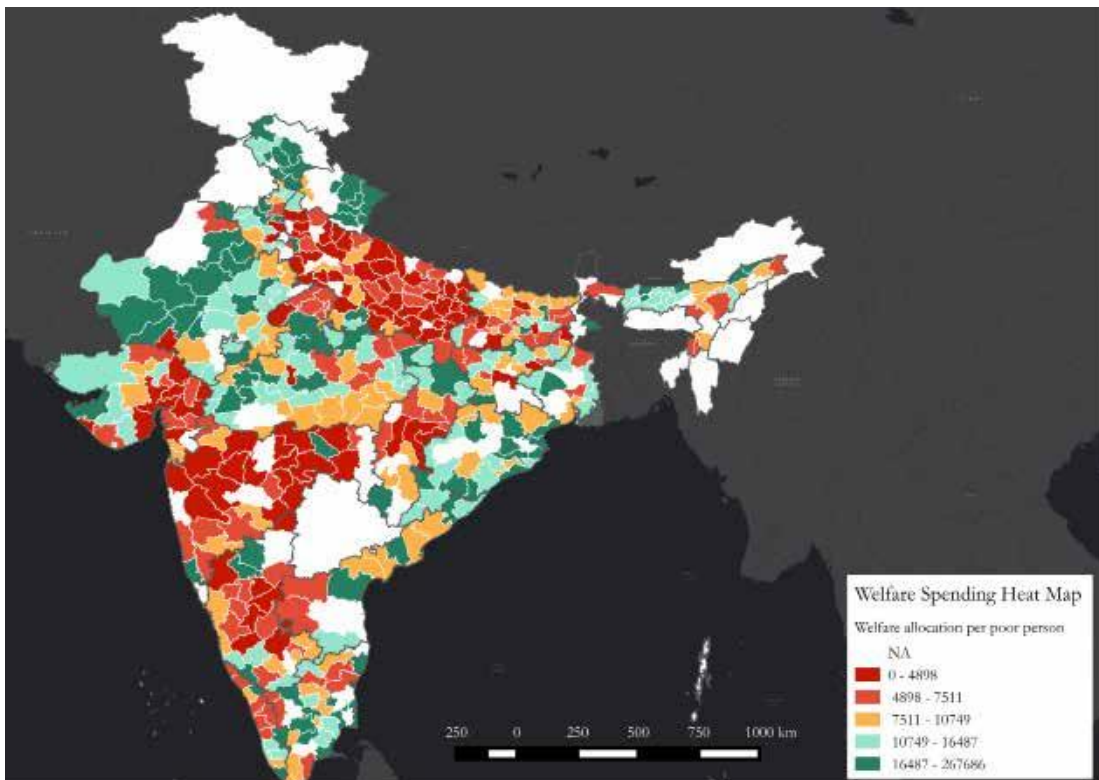 Welfare Spending Heat Map
Welfare allocation per poor person
NA
0 - 4898
4898 - 7511
7511 - 10749
10749 - 16487
16487 - 267686
250 0 250 500 750 1000 km